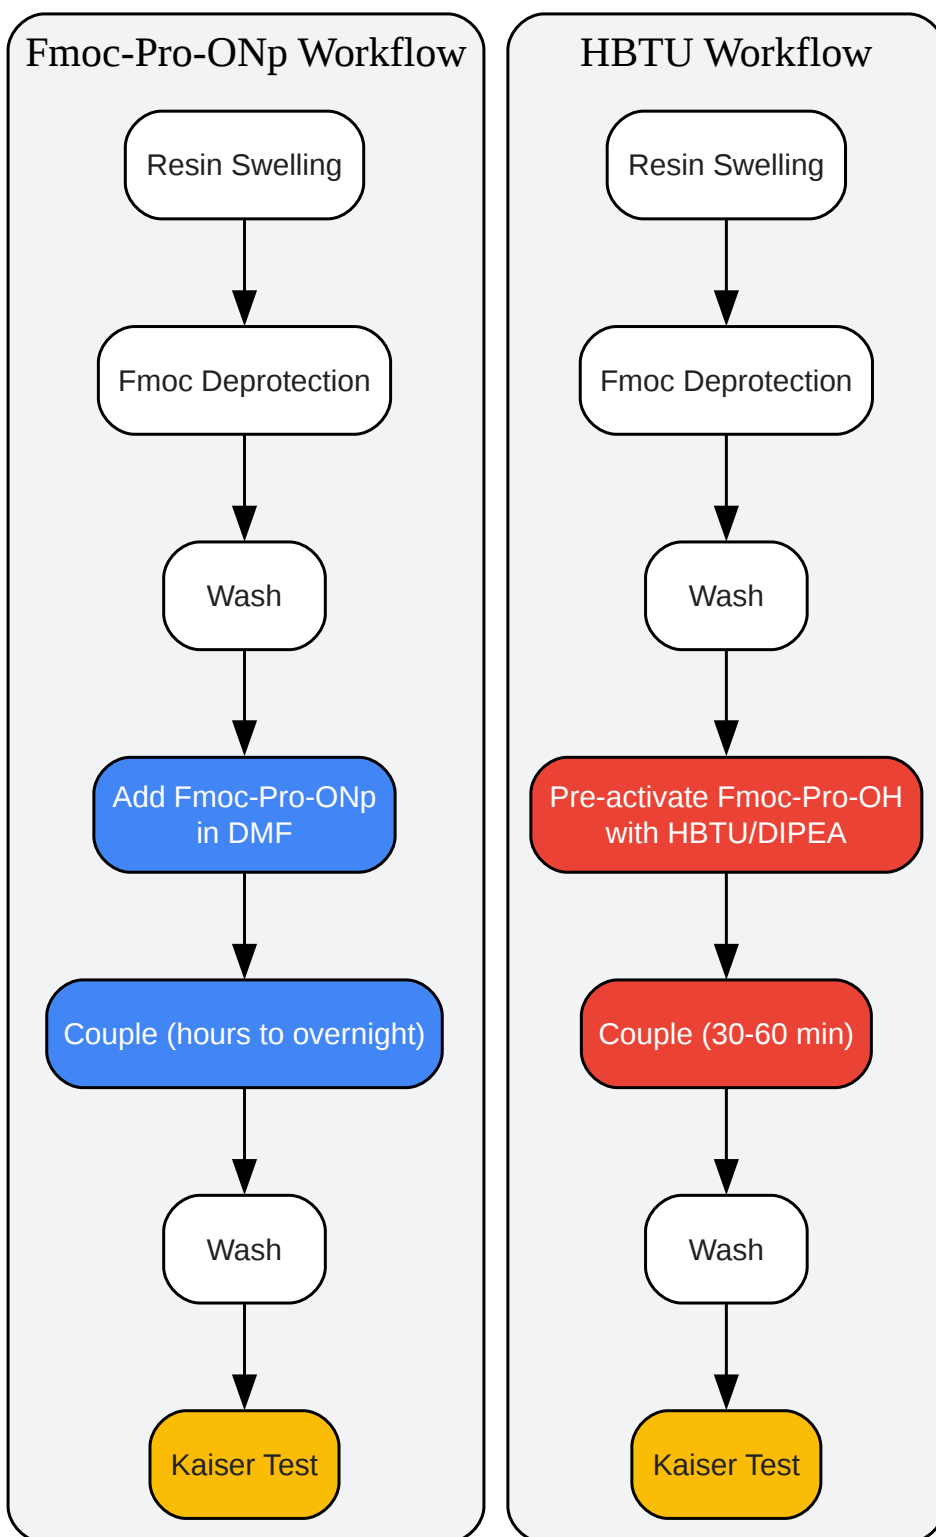 Fmoc-Pro-ONp Workflow
Resin Swelling
Fmoc Deprotection
Wash
Add Fmoc-Pro-ONp
in DMF
Couple (hours to overnight)
Wash
Kaiser Test
HBTU Workflow
Resin Swelling
Fmoc Deprotection
Wash
Pre-activate Fmoc-Pro-OH
with HBTU/DIPEA
Couple (30-60 min)
Wash
Kaiser Test